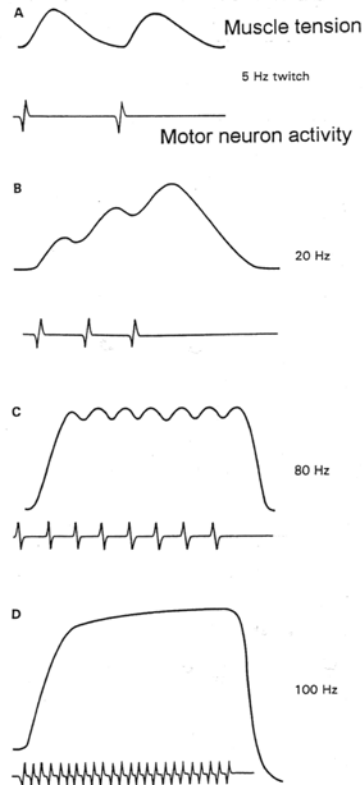 A
Muscle tension
5 Hz twitch
Motor neuron activity
B
20 Hz
C
80 Hz
D
100 Hz